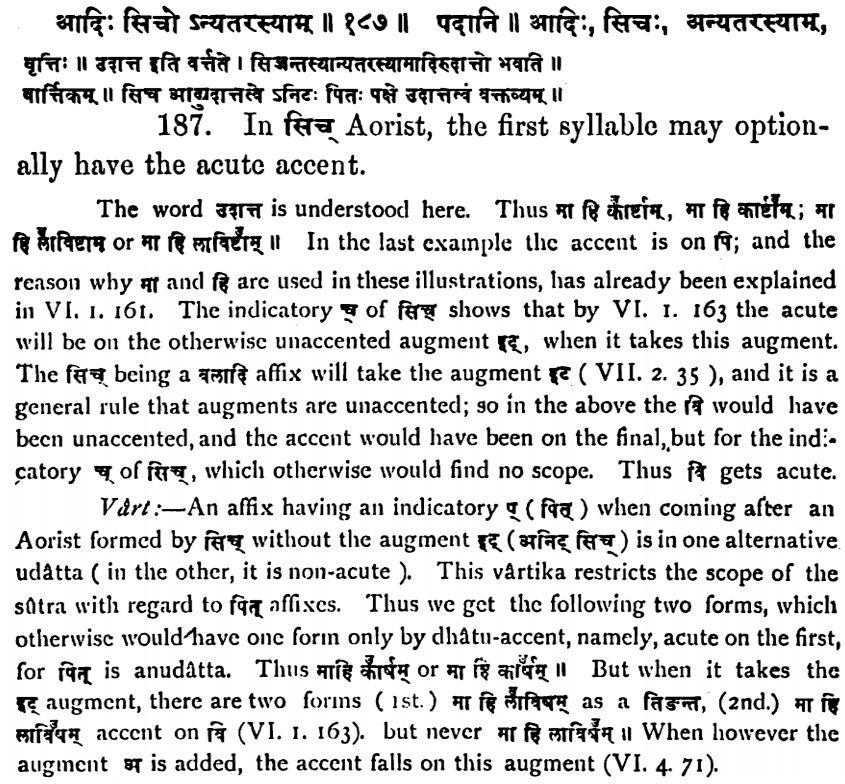 आदिः सिचो ऽन्यतरस्याम् ॥ १८७ ॥ पदानि ॥ आदिः, सिचः, अन्यतरस्याम्,
वृत्तिः ॥ उदात्त इति वर्त्तते । सिजन्तस्यान्यतरस्यामादिरुदात्तो भवति ॥
वार्त्तिकम् ॥ सिच आद्युदात्तत्वे ऽनिटः पितः पक्षे उदात्तत्वं वक्तव्यम् ॥
187. In सिच् Aorist, the first syllable may option-
ally have the acute accent.
The word उदात्त is understood here. Thus मा हि कार्ष्टाम्, मा हि कार्ष्टाम्; मा
हि लाविष्टाम or मा हि लाविष्टाम् ॥ In the last example the accent is on पि; and the
reason why मा and हि are used in these illustrations, has already been explained
in VI. 1. 161. The indicatory च् of सिच् shows that by VI. 1. 163 the acute
will be on the otherwise unaccented augment इद्, when it takes this augment.
The सिच् being a वलादि affix will take the augment इट ( VII. 2. 35 ), and it is a
general rule that augments are unaccented; so in the above the वि would have
been unaccented, and the accent would have been on the final, but for the indi-
catory च् of सिच्, which otherwise would find no scope. Thus वि gets acute.
Vârt:—An affix having an indicatory प् ( पित् ) when coming after an
Aorist formed by सिच् without the augment इद् ( अनिद् सिच् ) is in one alternative
udâtta ( in the other, it is non-acute ). This vârtika restricts the scope of the
sûtra with regard to पित् affixes. Thus we get the following two forms, which
otherwise would have one form only by dhâtu-accent, namely, acute on the first,
for पित् is anudâtta. Thus माहि कार्षम् or मा हि कार्षम् ॥ But when it takes the
इद् augment, there are two forms ( 1st. ) मा हि लाविषम् as a तिङन्त, (2nd.) मा हि
लाविषम् accent on वि (VI. 1. 163). but never मा हि लाविषम् ॥ When however the
augment अ is added, the accent falls on this augment (VI. 4. 71).